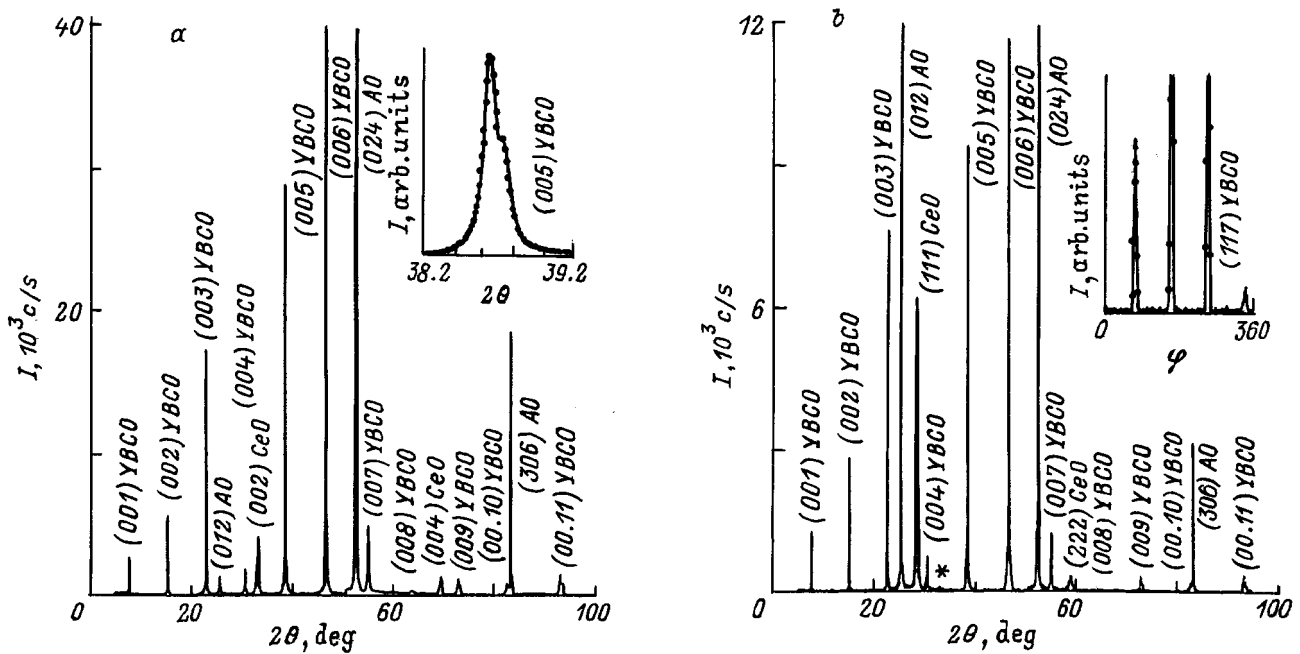 a
40
20
0
I, 10³ c/s
(001) YBCO
(002) YBCO
(003) YBCO
(012) AO
(004) YBCO
(002) CeO
(005) YBCO
(006) YBCO
(024) AO
(007) YBCO
(008) YBCO
(004) CeO
(009) YBCO
(00.10) YBCO
(306) AO
(00.11) YBCO
20
60
100
2θ, deg
I, arb.units
(005) YBCO
38.2
39.2
2θ
b
12
6
0
I, 10³ c/s
(001) YBCO
(002) YBCO
(003) YBCO
(012) AO
(111) CeO
(004) YBCO
*
(005) YBCO
(006) YBCO
(024) AO
(007) YBCO
(222) CeO
(008) YBCO
(009) YBCO
(00.10) YBCO
(306) AO
(00.11) YBCO
20
60
100
2θ, deg
I, arb.units
(117) YBCO
0
360
φ